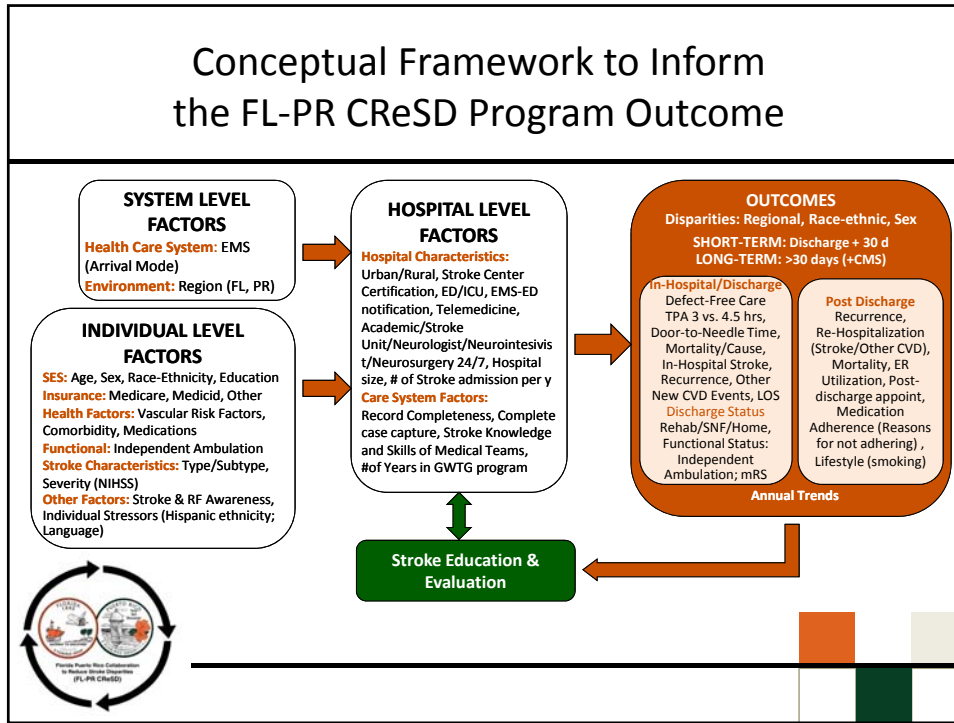 Conceptual Framework to Inform
the FL-PR CReSD Program Outcome
SYSTEM LEVEL
FACTORS
Health Care System: EMS
(Arrival Mode)
Environment: Region (FL, PR)
INDIVIDUAL LEVEL
FACTORS
SES: Age, Sex, Race-Ethnicity, Education
Insurance: Medicare, Medicid, Other
Health Factors: Vascular Risk Factors,
Comorbidity, Medications
Functional: Independent Ambulation
Stroke Characteristics: Type/Subtype,
Severity (NIHSS)
Other Factors: Stroke & RF Awareness,
Individual Stressors (Hispanic ethnicity;
Language)
HOSPITAL LEVEL
FACTORS
Hospital Characteristics:
Urban/Rural, Stroke Center
Certification, ED/ICU, EMS-ED
notification, Telemedicine,
Academic/Stroke
Unit/Neurologist/Neurointesivis
t/Neurosurgery 24/7, Hospital
size, # of Stroke admission per y
Care System Factors:
Record Completeness, Complete
case capture, Stroke Knowledge
and Skills of Medical Teams,
#of Years in GWTG program
OUTCOMES
Disparities: Regional, Race-ethnic, Sex
SHORT-TERM: Discharge + 30 d
LONG-TERM: >30 days (+CMS)
In-Hospital/Discharge
Defect-Free Care
TPA 3 vs. 4.5 hrs,
Door-to-Needle Time,
Mortality/Cause,
In-Hospital Stroke,
Recurrence, Other
New CVD Events, LOS
Discharge Status
Rehab/SNF/Home,
Functional Status:
Independent
Ambulation; mRS
Post Discharge
Recurrence,
Re-Hospitalization
(Stroke/Other CVD),
Mortality, ER
Utilization, Post-
discharge appoint,
Medication
Adherence (Reasons
for not adhering) ,
Lifestyle (smoking)
Annual Trends
Stroke Education &
Evaluation
Florida Puerto Rico Collaboration
to Reduce Stroke Disparities
(FL-PR CReSD)